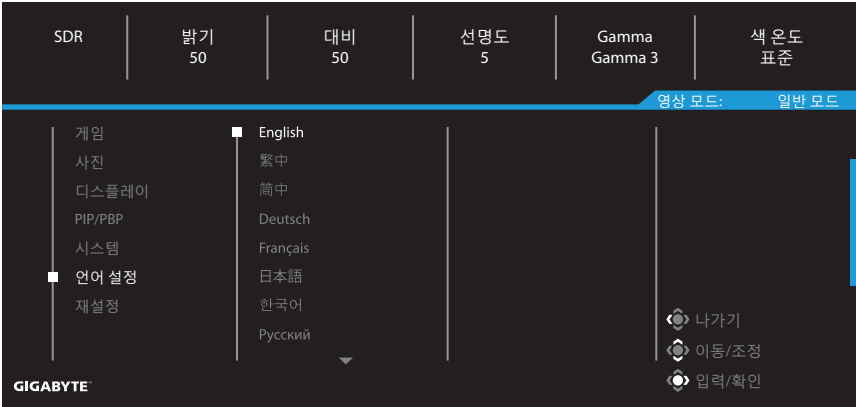 SDR
밝기
50
대비
50
선명도
5
Gamma
Gamma 3
색 온도
표준
영상 모드: 일반 모드
게임
사진
디스플레이
PIP/PBP
시스템
언어 설정
재설정
English
繁中
简中
Deutsch
Français
日本語
한국어
Русский
나가기
이동/조정
입력/확인
GIGABYTE™